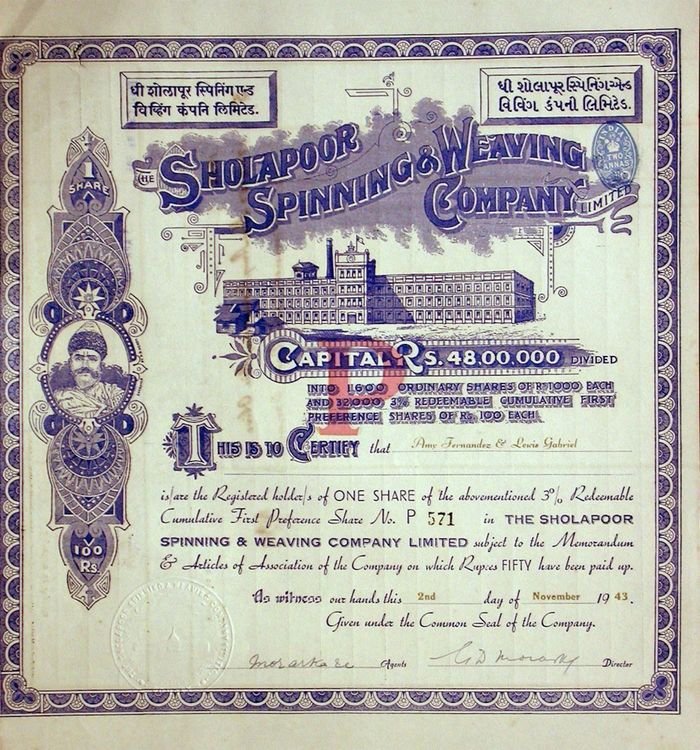 धी शोलापूर स्पिनिंग एन्ड
विव्हिंग कंपनि लिमिटेड.
ધી શોલાપૂર સ્પિનિંગ એન્ડ
વિવિંગ કંપની લિમિટેડ.
INDIA
TWO
ANNAS
1
SHARE
THE SHOLAPOOR
SPINNING & WEAVING
COMPANY LIMITED
CAPITAL RS. 48,00,000 DIVIDED
INTO 1,600 ORDINARY SHARES OF RS 1000 EACH
AND 32,000 3% REDEEMABLE CUMULATIVE FIRST
PREFERENCE SHARES OF RS. 100 EACH.
P
THIS IS TO CERTIFY that Amy Fernandez & Lewis Gabriel
is/are the Registered holder/s of ONE SHARE of the abovementioned 3% Redeemable
Cumulative First Preference Share No. P 571 in THE SHOLAPOOR
SPINNING & WEAVING COMPANY LIMITED subject to the Memorandum
& Articles of Association of the Company on which Rupees FIFTY have been paid up.
100
RS.
As witness our hands this 2nd day of November 1943.
Given under the Common Seal of the Company.
Morarka & Co Agents
G D Morarka Director